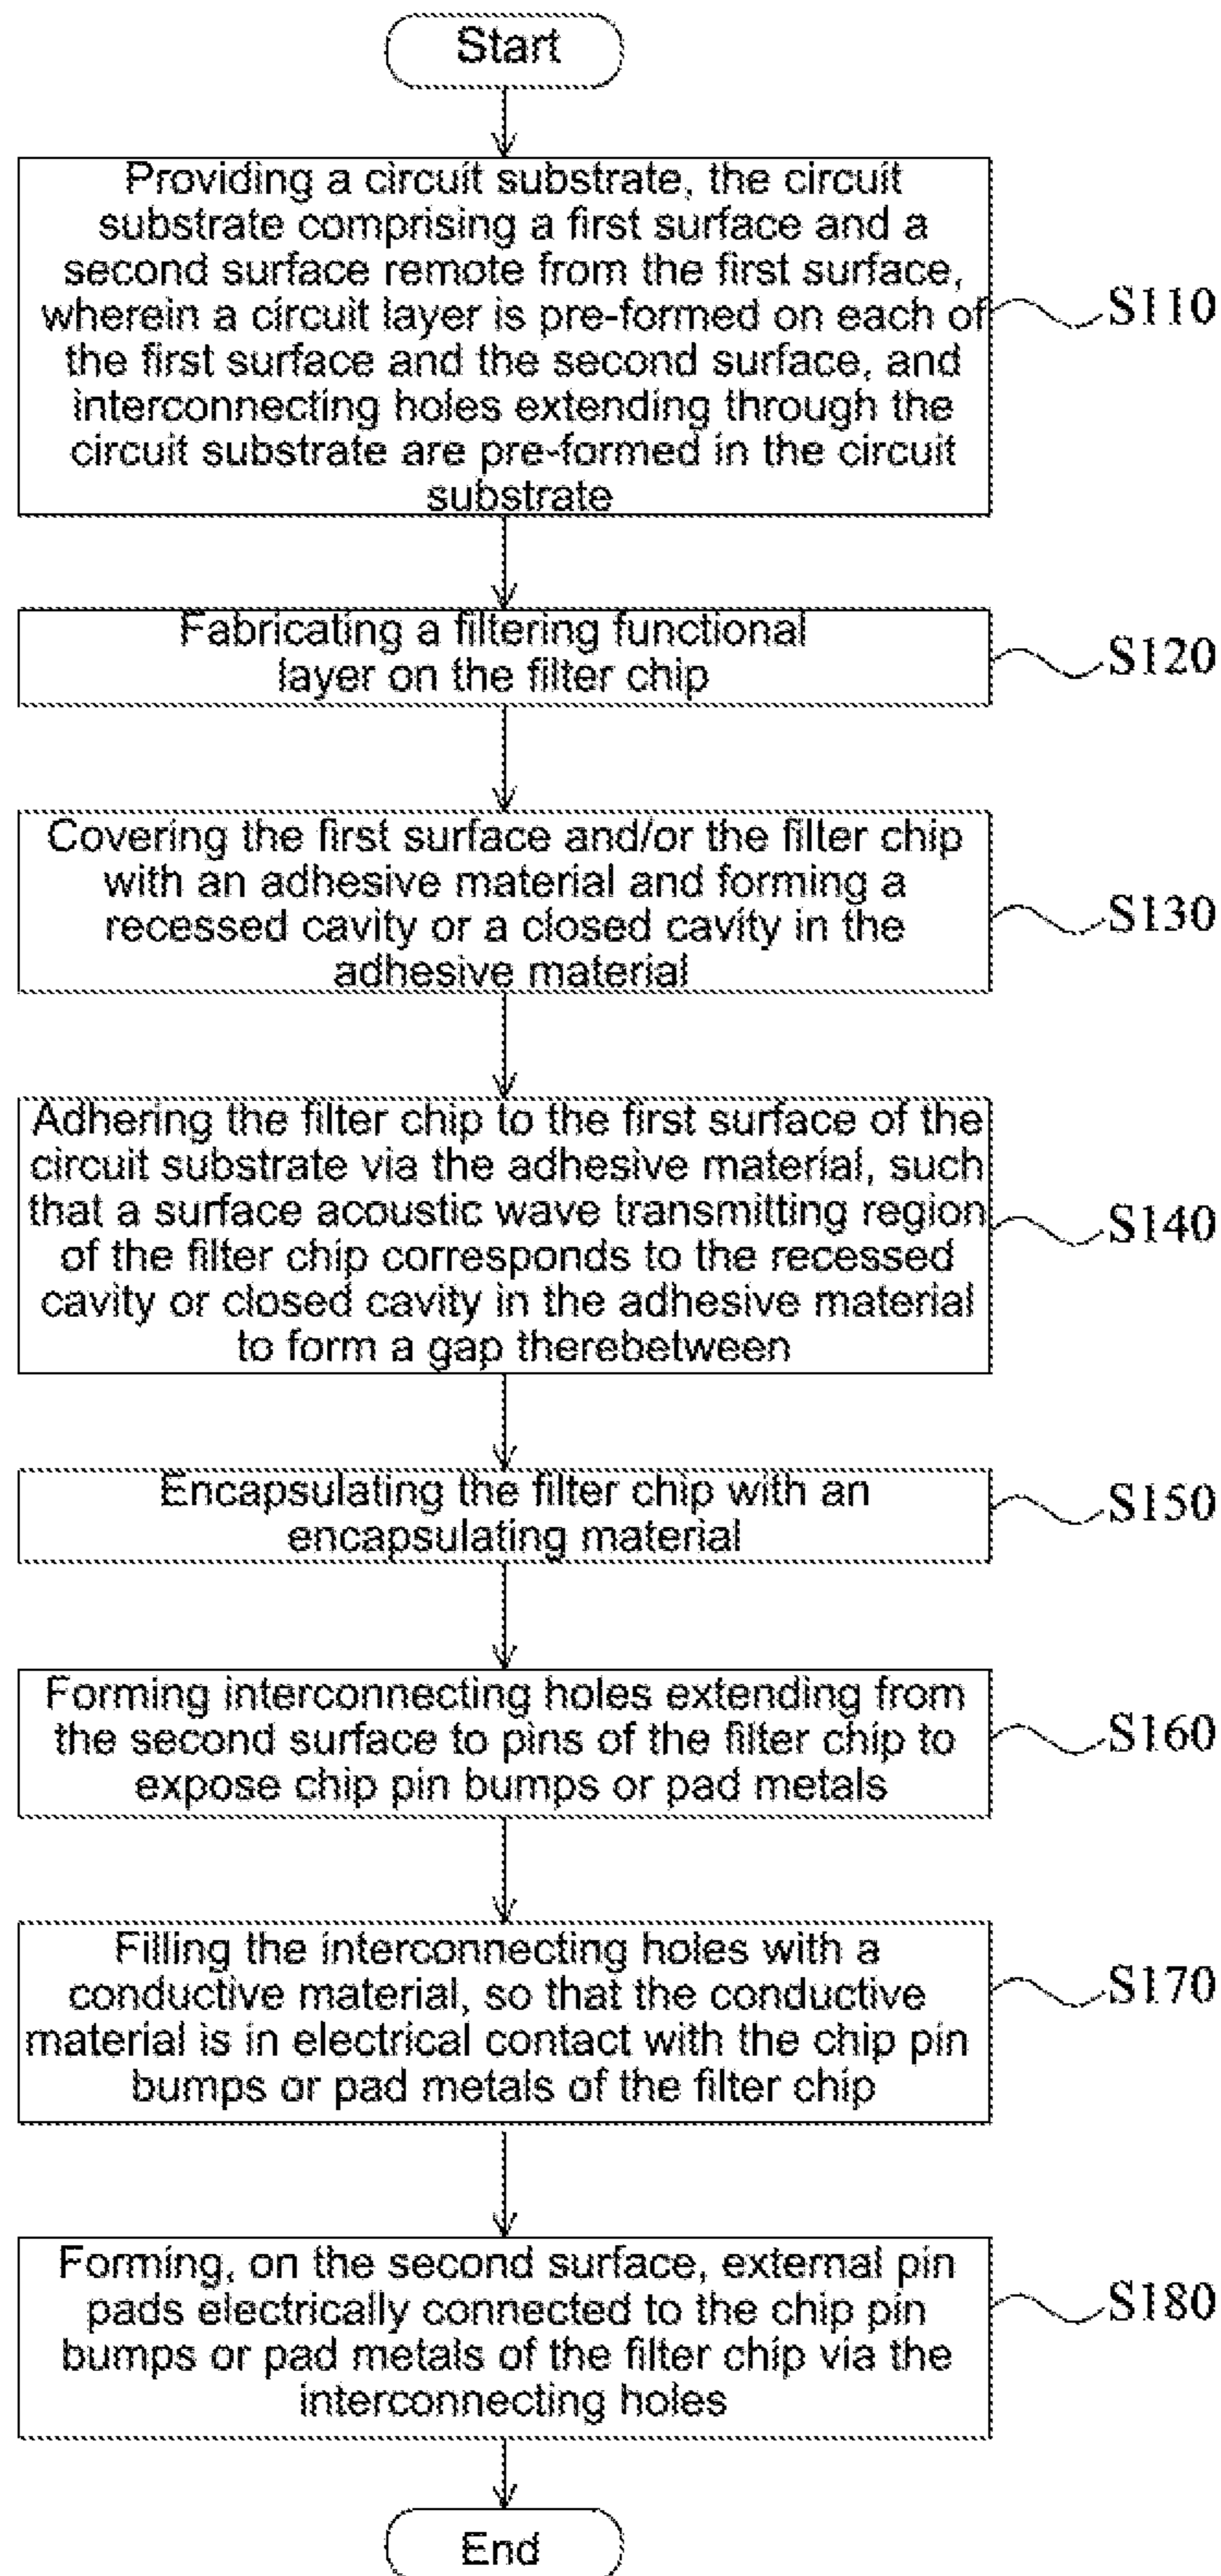 Start
Providing a circuit substrate, the circuit
substrate comprising a first surface and a
second surface remote from the first surface,
wherein a circuit layer is pre-formed on each of
the first surface and the second surface, and
interconnecting holes extending through the
circuit substrate are pre-formed in the circuit
substrate
S110
Fabricating a filtering functional
layer on the filter chip
S120
Covering the first surface and/or the filter chip
with an adhesive material and forming a
recessed cavity or a closed cavity in the
adhesive material
S130
Adhering the filter chip to the first surface of the
circuit substrate via the adhesive material, such
that a surface acoustic wave transmitting region
of the filter chip corresponds to the recessed
cavity or closed cavity in the adhesive material
to form a gap therebetween
S140
Encapsulating the filter chip with an
encapsulating material
S150
Forming interconnecting holes extending from
the second surface to pins of the filter chip to
expose chip pin bumps or pad metals
S160
Filling the interconnecting holes with a
conductive material, so that the conductive
material is in electrical contact with the chip pin
bumps or pad metals of the filter chip
S170
Forming, on the second surface, external pin
pads electrically connected to the chip pin
bumps or pad metals of the filter chip via the
interconnecting holes
S180
End